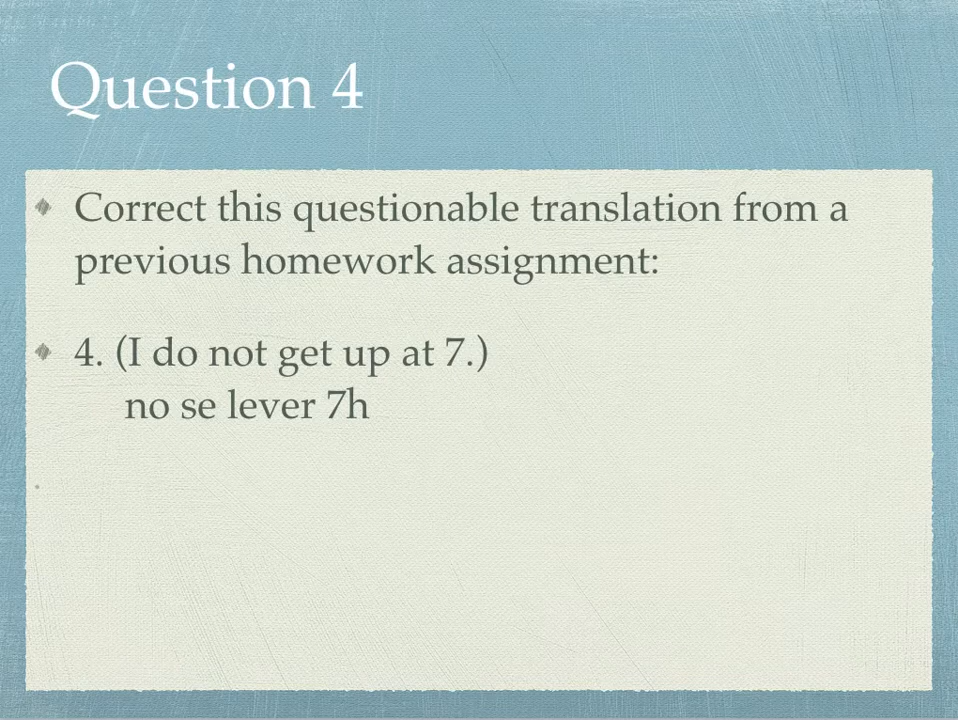 Question 4
Correct this questionable translation from a
previous homework assignment:
4. (I do not get up at 7.)
no se lever 7h